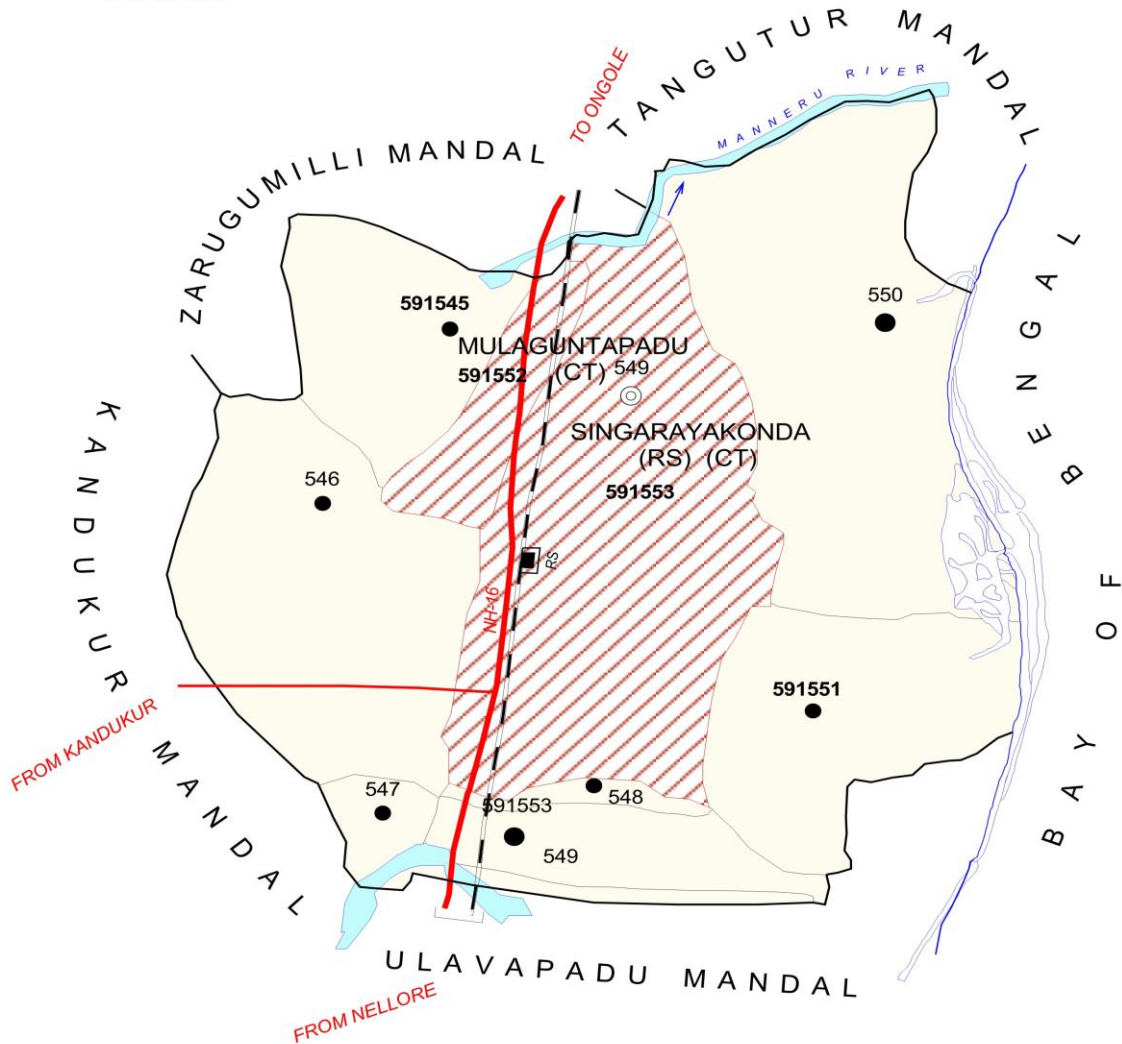 TANGUTUR MANDAL
TO ONGOLE
MANNERU RIVER
ZARUGUMILLI MANDAL
591545
550
MULAGUNTAPADU
(CT)
591552
549
SINGARAYAKONDA
(RS) (CT)
591553
546
RS
NH-16
KANDUKUR MANDAL
FROM KANDUKUR
591551
BAY OF BENGAL
547
591553
548
549
ULAVAPADU MANDAL
FROM NELLORE